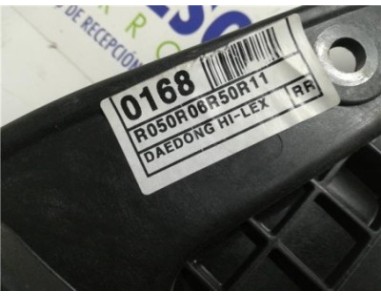 DE RECEPCIÓN
0168
R050R06R50R11
DAEDONG HI-LEX RR